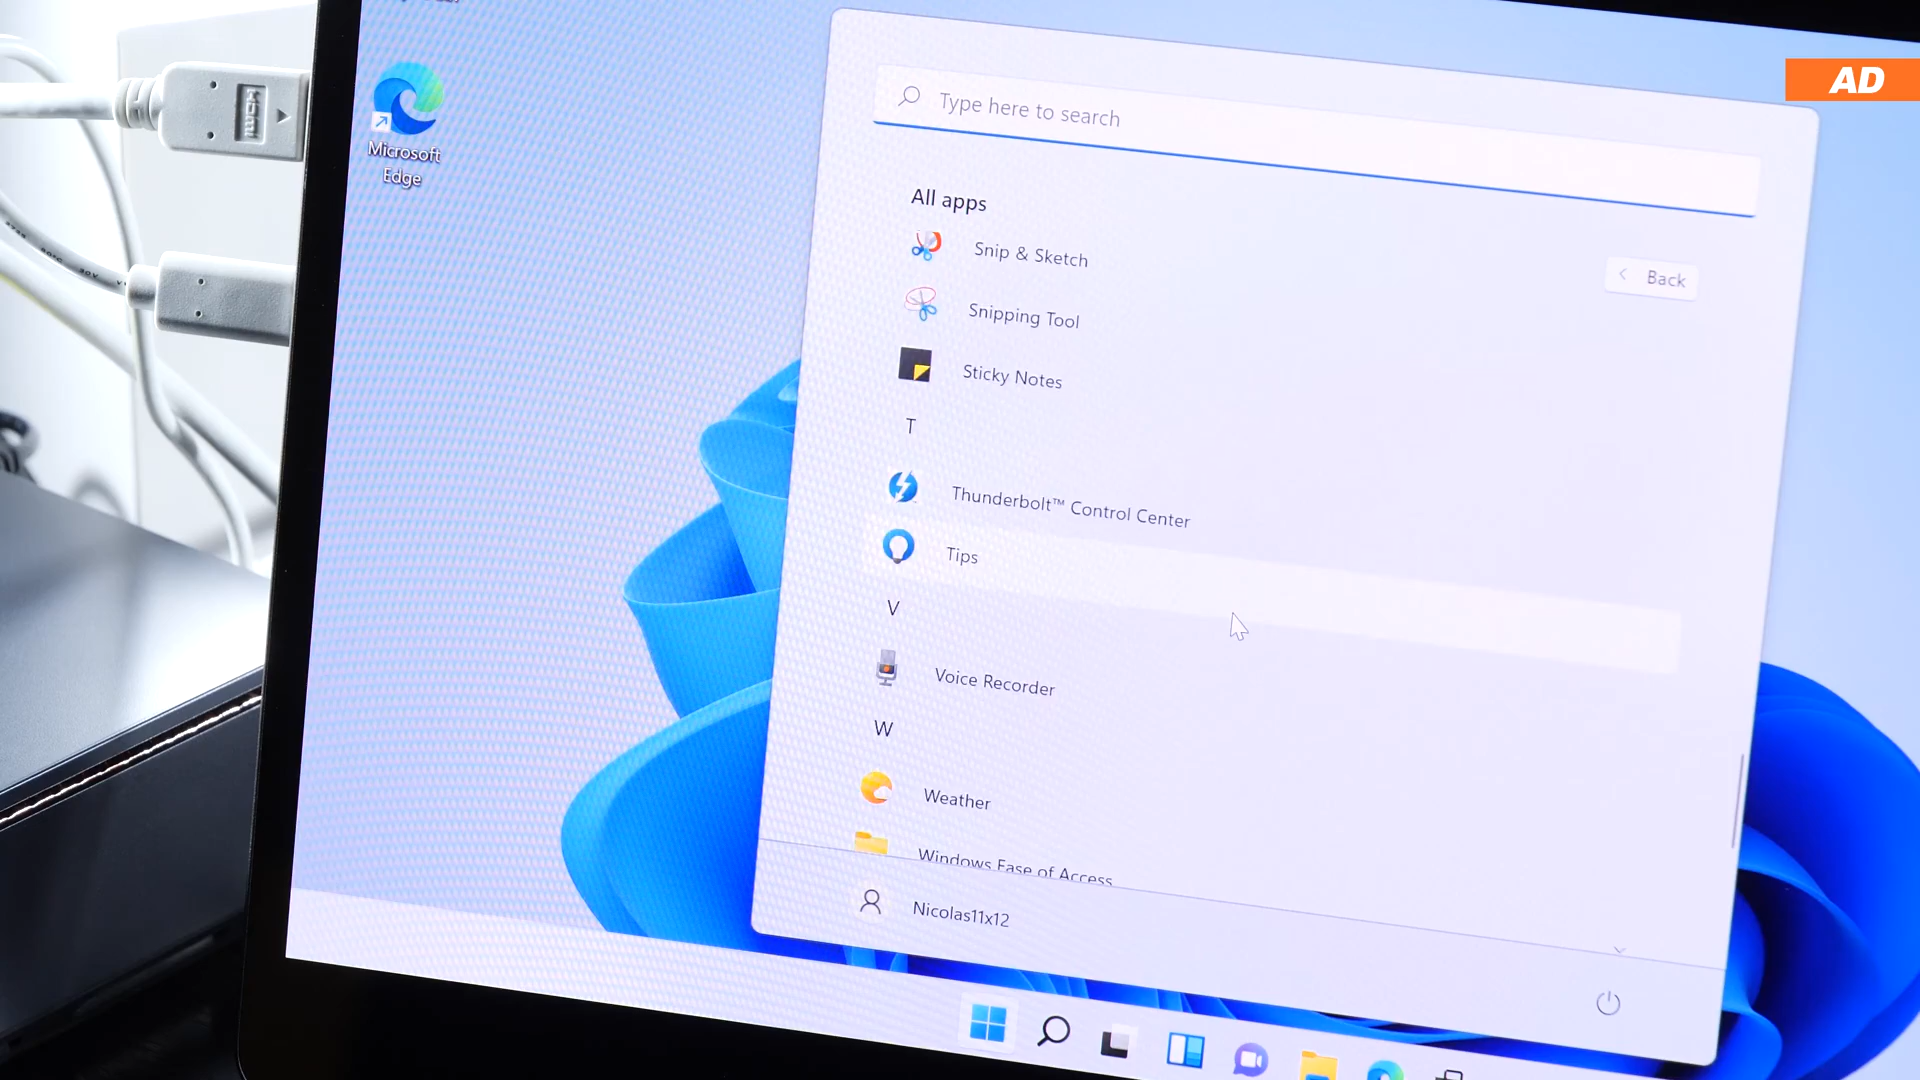 AD
HDMI
Microsoft
Edge
Type here to search
All apps
Snip & Sketch
Back
Snipping Tool
Sticky Notes
T
Thunderbolt™ Control Center
Tips
V
Voice Recorder
W
Weather
Windows Ease of Access
Nicolas11x12